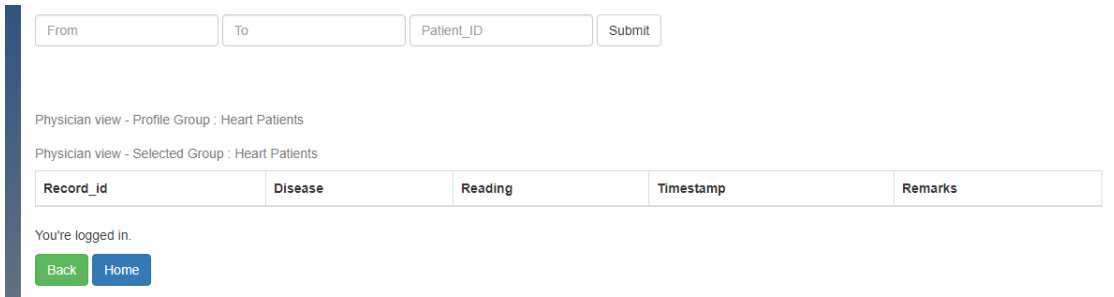 From To Patient_ID Submit
Physician view - Profile Group : Heart Patients
Physician view - Selected Group : Heart Patients
Record_id Disease Reading Timestamp Remarks
You're logged in.
Back Home